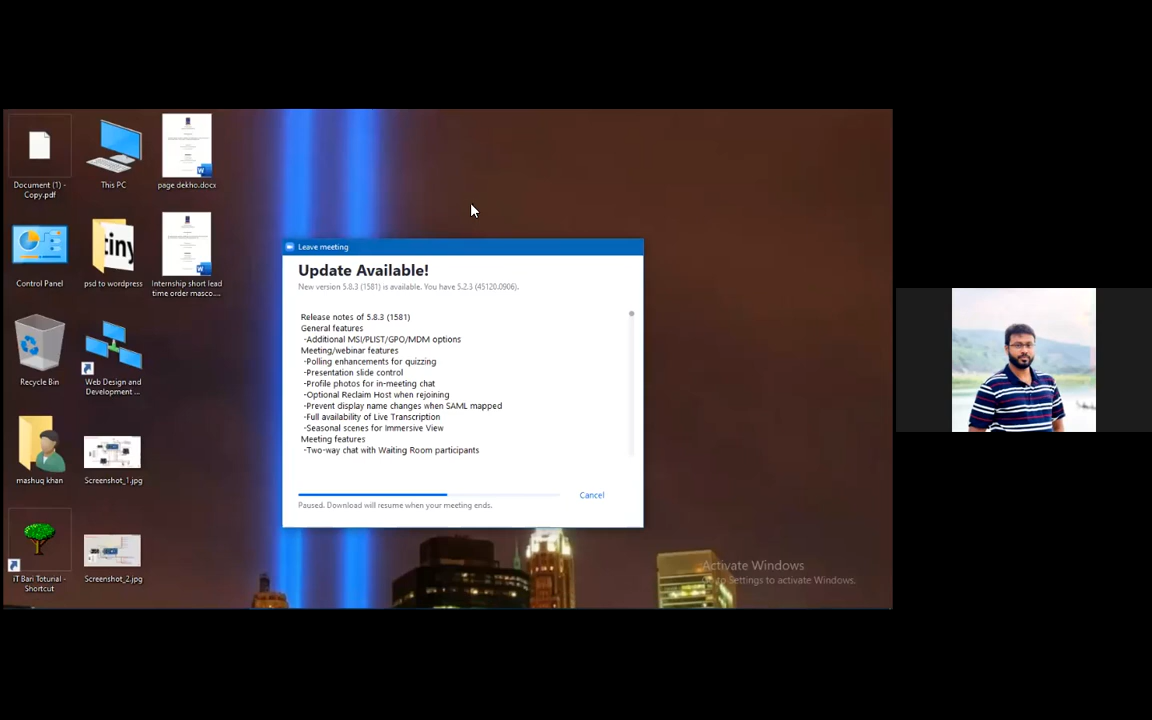 Document (1) -
Copy.pdf
This PC
page dekho.docx
Control Panel
tiny
psd to wordpress
Internship short lead
time order masco....
Recycle Bin
Web Design and
Development ...
mashuq khan
Screenshot_1.jpg
iT Bari Totunal -
Shortcut
Screenshot_2.jpg
Leave meeting
Update Available!
New version 5.8.3 (1581) is available. You have 5.2.3 (45120.0906).
Release notes of 5.8.3 (1581)
General features
-Additional MSI/PLIST/GPO/MDM options
Meeting/webinar features
-Polling enhancements for quizzing
-Presentation slide control
-Profile photos for in-meeting chat
-Optional Reclaim Host when rejoining
-Prevent display name changes when SAML mapped
-Full availability of Live Transcription
-Seasonal scenes for Immersive View
Meeting features
-Two-way chat with Waiting Room participants
Cancel
Paused. Download will resume when your meeting ends.
Activate Windows
Go to Settings to activate Windows.